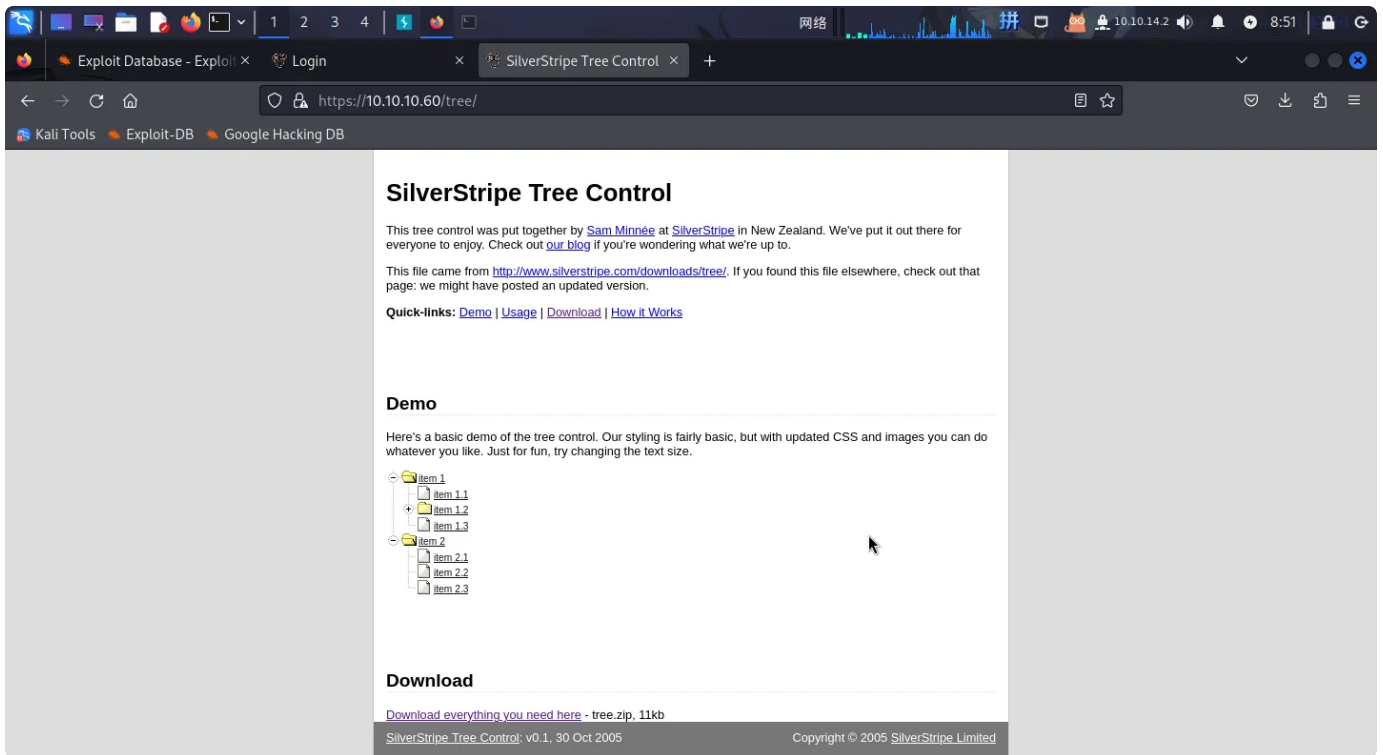 1 2 3 4 网络 拼 10.10.14.2 8:51
Exploit Database - Exploit Login SilverStripe Tree Control
https://10.10.10.60/tree/
Kali Tools Exploit-DB Google Hacking DB
SilverStripe Tree Control
This tree control was put together by Sam Minnée at SilverStripe in New Zealand. We've put it out there for
everyone to enjoy. Check out our blog if you're wondering what we're up to.
This file came from http://www.silverstripe.com/downloads/tree/. If you found this file elsewhere, check out that
page: we might have posted an updated version.
Quick-links: Demo | Usage | Download | How it Works
Demo
Here's a basic demo of the tree control. Our styling is fairly basic, but with updated CSS and images you can do
whatever you like. Just for fun, try changing the text size.
item 1
item 1.1
item 1.2
item 1.3
item 2
item 2.1
item 2.2
item 2.3
Download
Download everything you need here - tree.zip, 11kb
SilverStripe Tree Control: v0.1, 30 Oct 2005 Copyright © 2005 SilverStripe Limited